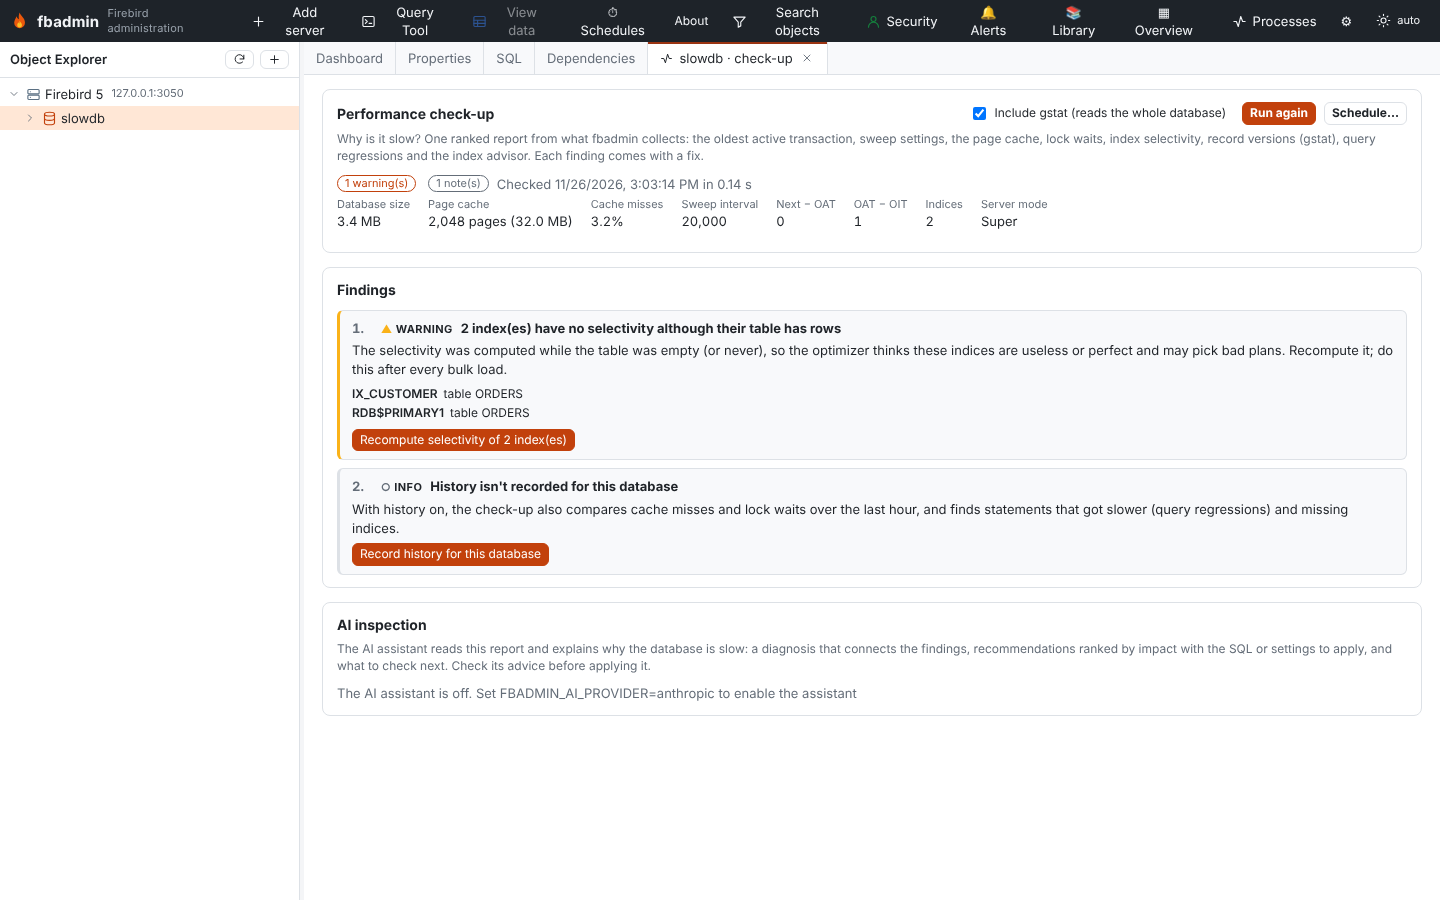 fbadmin
Firebird administration
Add server
Query Tool
View data
Schedules
About
Search objects
Security
Alerts
Library
Overview
Processes
auto
Object Explorer
Firebird 5 127.0.0.1:3050
slowdb
Dashboard
Properties
SQL
Dependencies
slowdb · check-up
Performance check-up
Include gstat (reads the whole database)
Run again
Schedule...
Why is it slow? One ranked report from what fbadmin collects: the oldest active transaction, sweep settings, the page cache, lock waits, index selectivity, record versions (gstat), query
regressions and the index advisor. Each finding comes with a fix.
1 warning(s) 1 note(s) Checked 11/26/2026, 3:03:14 PM in 0.14 s
Database size Page cache Cache misses Sweep interval Next − OAT OAT − OIT Indices Server mode
3.4 MB 2,048 pages (32.0 MB) 3.2% 20,000 0 1 2 Super
Findings
1. WARNING 2 index(es) have no selectivity although their table has rows
The selectivity was computed while the table was empty (or never), so the optimizer thinks these indices are useless or perfect and may pick bad plans. Recompute it; do
this after every bulk load.
IX_CUSTOMER table ORDERS
RDB$PRIMARY1 table ORDERS
Recompute selectivity of 2 index(es)
2. INFO History isn't recorded for this database
With history on, the check-up also compares cache misses and lock waits over the last hour, and finds statements that got slower (query regressions) and missing
indices.
Record history for this database
AI inspection
The AI assistant reads this report and explains why the database is slow: a diagnosis that connects the findings, recommendations ranked by impact with the SQL or settings to apply, and
what to check next. Check its advice before applying it.
The AI assistant is off. Set FBADMIN_AI_PROVIDER=anthropic to enable the assistant